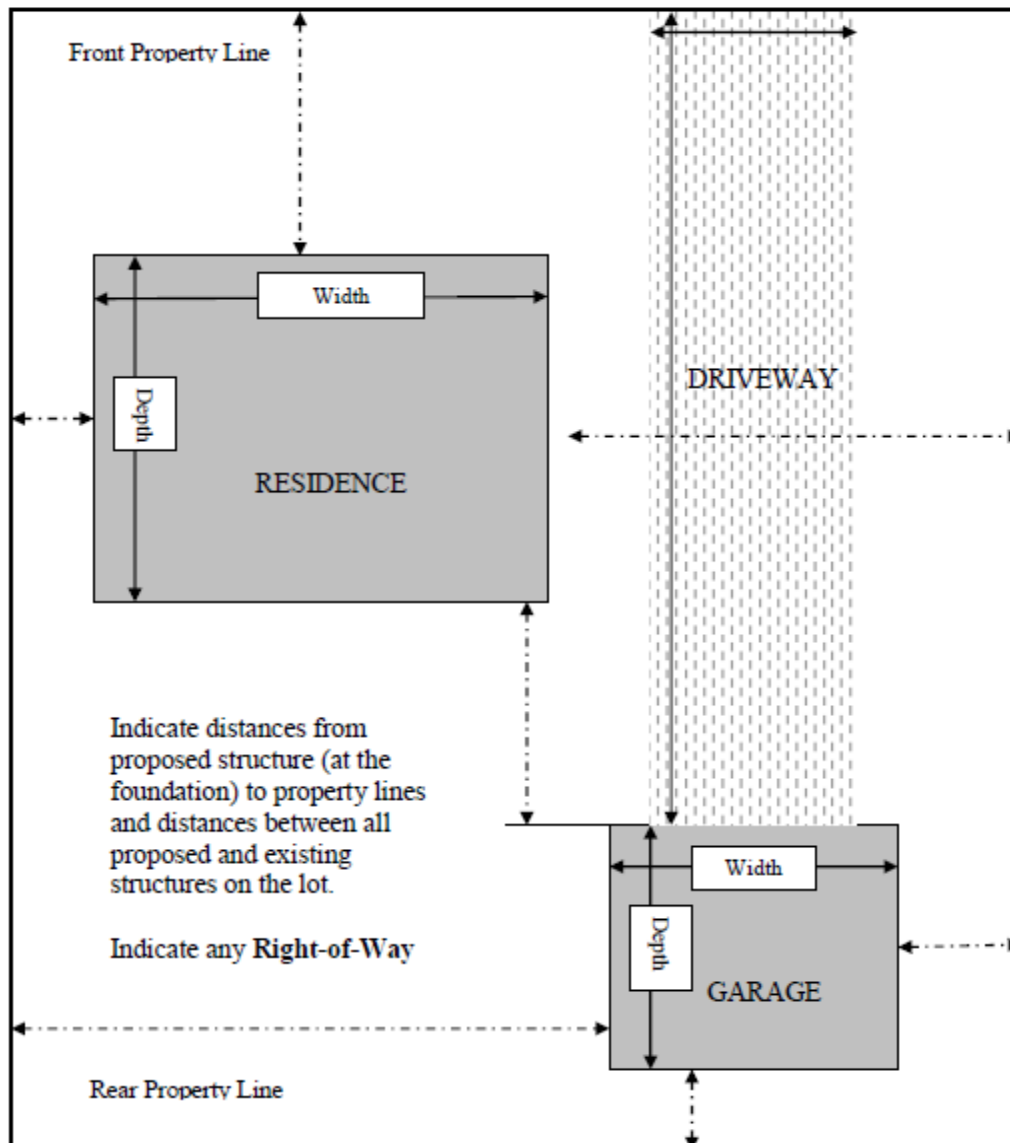 Front Property Line
Width
DRIVEWAY
Depth
RESIDENCE
Indicate distances from
proposed structure (at the
foundation) to property lines
and distances between all
proposed and existing
structures on the lot.
Width
Depth
Indicate any Right-of-Way
GARAGE
Rear Property Line